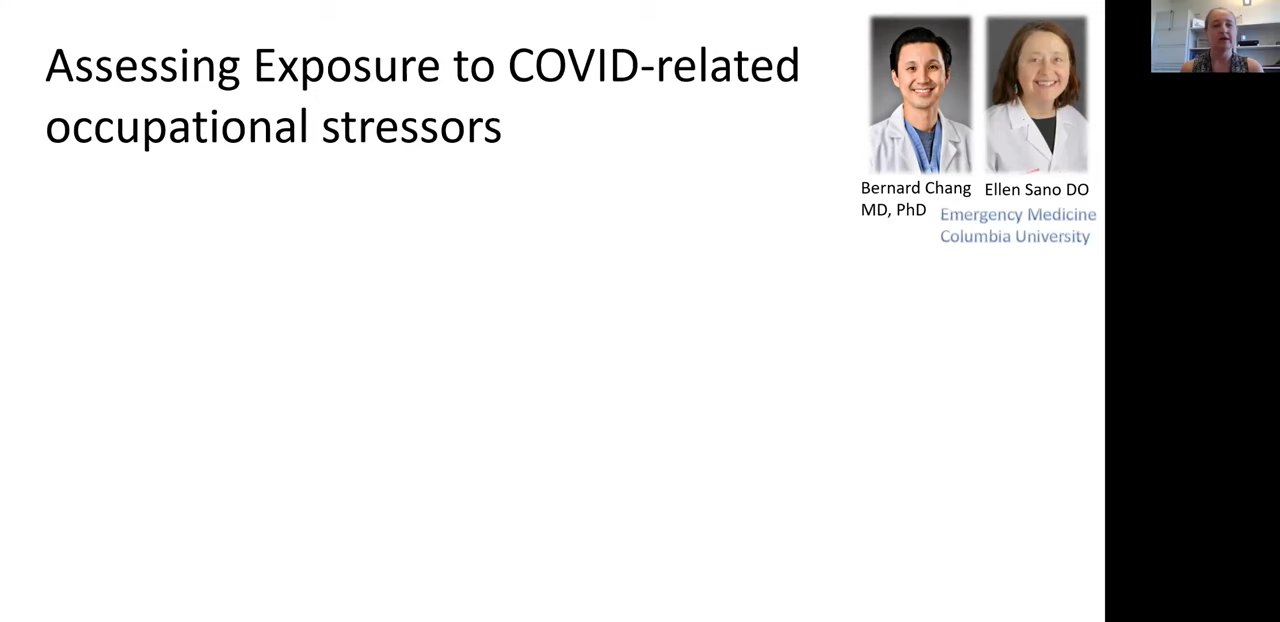 Assessing Exposure to COVID-related
occupational stressors
Bernard Chang
MD, PhD
Ellen Sano DO
Emergency Medicine
Columbia University